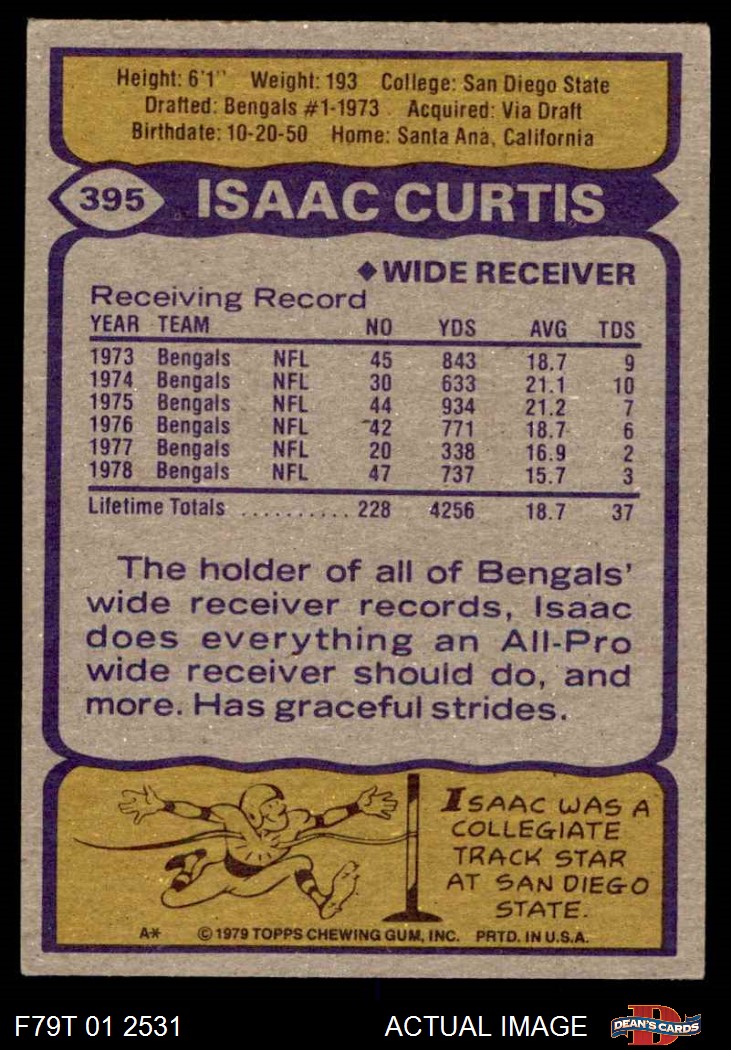 Height: 6'1" Weight: 193 College: San Diego State
Drafted: Bengals #1-1973 Acquired: Via Draft
Birthdate: 10-20-50 Home: Santa Ana, California
395 ISAAC CURTIS
◆WIDE RECEIVER
Receiving Record
YEAR TEAM NO YDS AVG TDS
1973 Bengals NFL 45 843 18.7 9
1974 Bengals NFL 30 633 21.1 10
1975 Bengals NFL 44 934 21.2 7
1976 Bengals NFL 42 771 18.7 6
1977 Bengals NFL 20 338 16.9 2
1978 Bengals NFL 47 737 15.7 3
Lifetime Totals .......... 228 4256 18.7 37
The holder of all of Bengals'
wide receiver records, Isaac
does everything an All-Pro
wide receiver should do, and
more. Has graceful strides.
ISAAC WAS A
COLLEGIATE
TRACK STAR
AT SAN DIEGO
STATE.
A* ©1979 TOPPS CHEWING GUM, INC. PRTD. IN U.S.A.
F79T 01 2531 ACTUAL IMAGE D DEAN'S CARDS